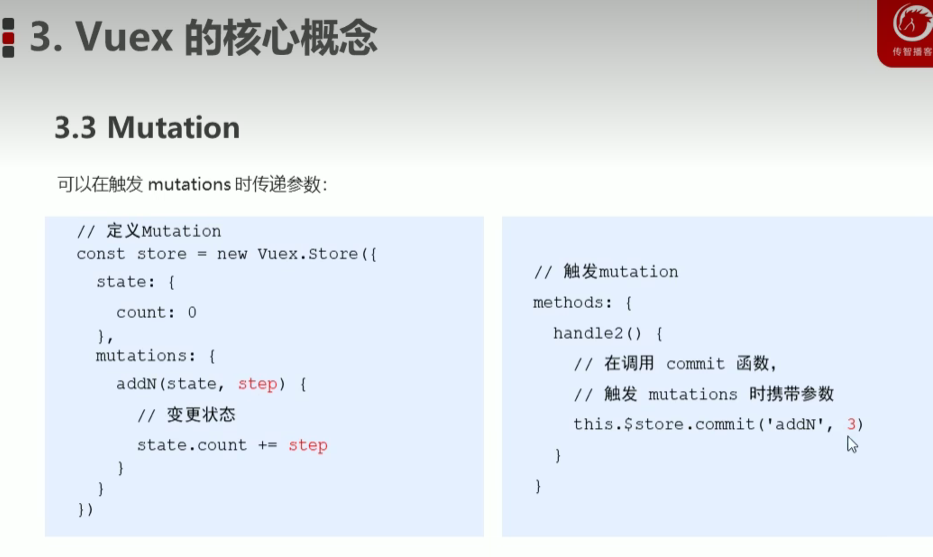 3. Vuex 的核心概念
传智播客
3.3 Mutation
可以在触发 mutations 时传递参数：
// 定义Mutation
const store = new Vuex.Store({
state: {
count: 0
},
mutations: {
addN(state, step) {
// 变更状态
state.count += step
}
}
})
// 触发mutation
methods: {
handle2() {
// 在调用 commit 函数，
// 触发 mutations 时携带参数
this.$store.commit('addN', 3)
}
}